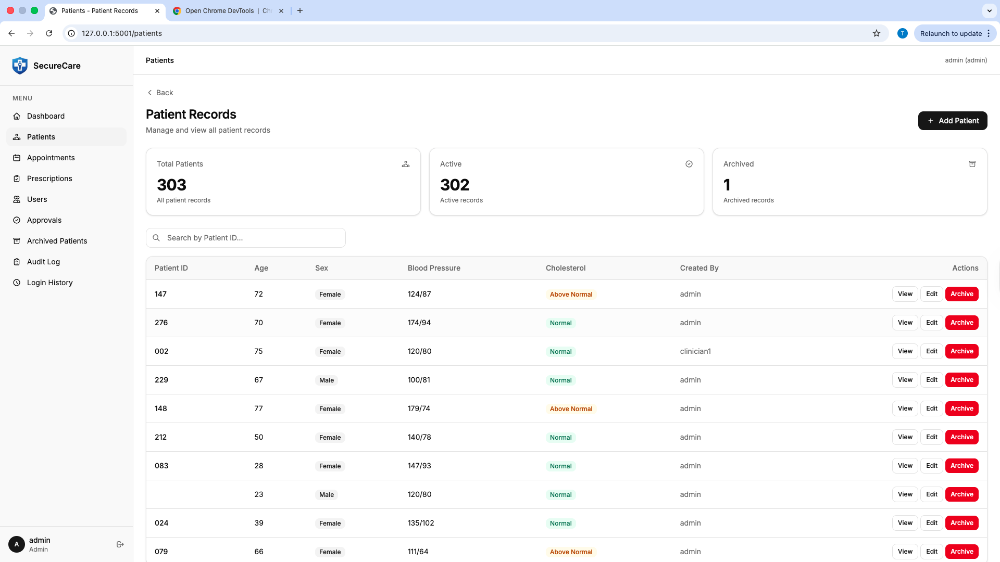 Patients - Patient Records
Open Chrome DevTools | Ch
127.0.0.1:5001/patients
T
Relaunch to update
SecureCare
MENU
Dashboard
Patients
Appointments
Prescriptions
Users
Approvals
Archived Patients
Audit Log
Login History
A
admin
Admin
Patients
admin (admin)
Back
Patient Records
Manage and view all patient records
+ Add Patient
Total Patients
303
All patient records
Active
302
Active records
Archived
1
Archived records
Search by Patient ID...
Patient ID Age Sex Blood Pressure Cholesterol Created By Actions
147 72 Female 124/87 Above Normal admin View Edit Archive
276 70 Female 174/94 Normal admin View Edit Archive
002 75 Female 120/80 Normal clinician1 View Edit Archive
229 67 Male 100/81 Normal admin View Edit Archive
148 77 Female 179/74 Above Normal admin View Edit Archive
212 50 Female 140/78 Normal admin View Edit Archive
083 28 Female 147/93 Normal admin View Edit Archive
23 Male 120/80 Normal admin View Edit Archive
024 39 Female 135/102 Normal admin View Edit Archive
079 66 Female 111/64 Above Normal admin View Edit Archive